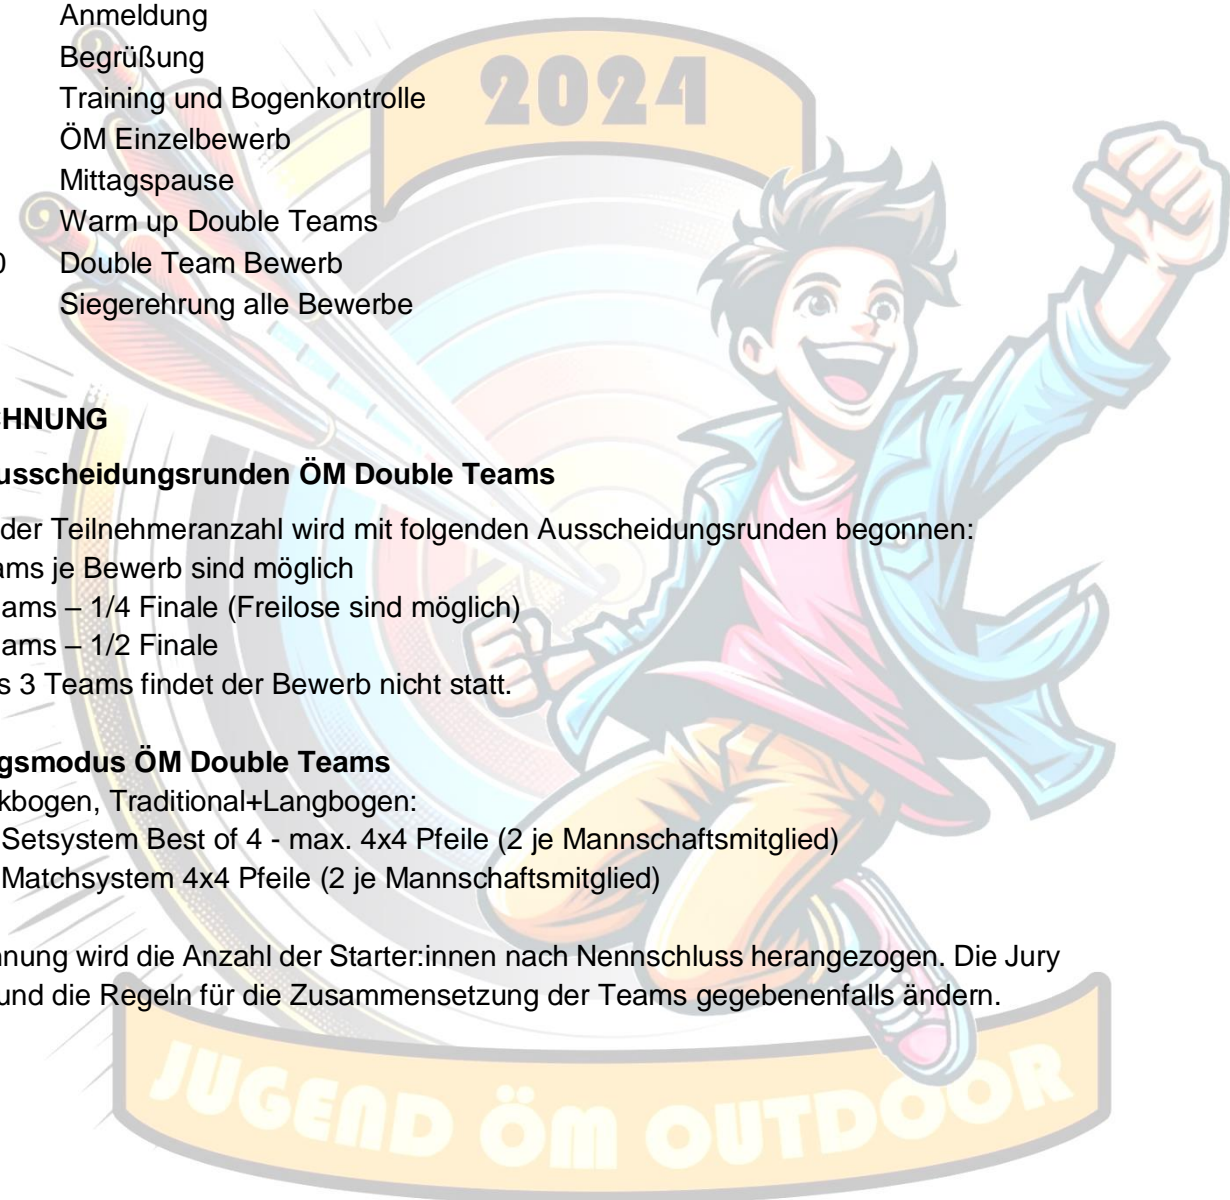 2024
Anmeldung
Begrüßung
Training und Bogenkontrolle
ÖM Einzelbewerb
Mittagspause
Warm up Double Teams
0 Double Team Bewerb
Siegerehrung alle Bewerbe
CHNUNG
usscheidungsrunden ÖM Double Teams
der Teilnehmeranzahl wird mit folgenden Ausscheidungsrunden begonnen:
ams je Bewerb sind möglich
eams – 1/4 Finale (Freilose sind möglich)
eams – 1/2 Finale
s 3 Teams findet der Bewerb nicht statt.
gsmodus ÖM Double Teams
kbogen, Traditional+Langbogen:
Setsystem Best of 4 - max. 4x4 Pfeile (2 je Mannschaftsmitglied)
Matchsystem 4x4 Pfeile (2 je Mannschaftsmitglied)
hnung wird die Anzahl der Starter:innen nach Nennschluss herangezogen. Die Jury
und die Regeln für die Zusammensetzung der Teams gegebenenfalls ändern.
JUGEND ÖM OUTDOOR